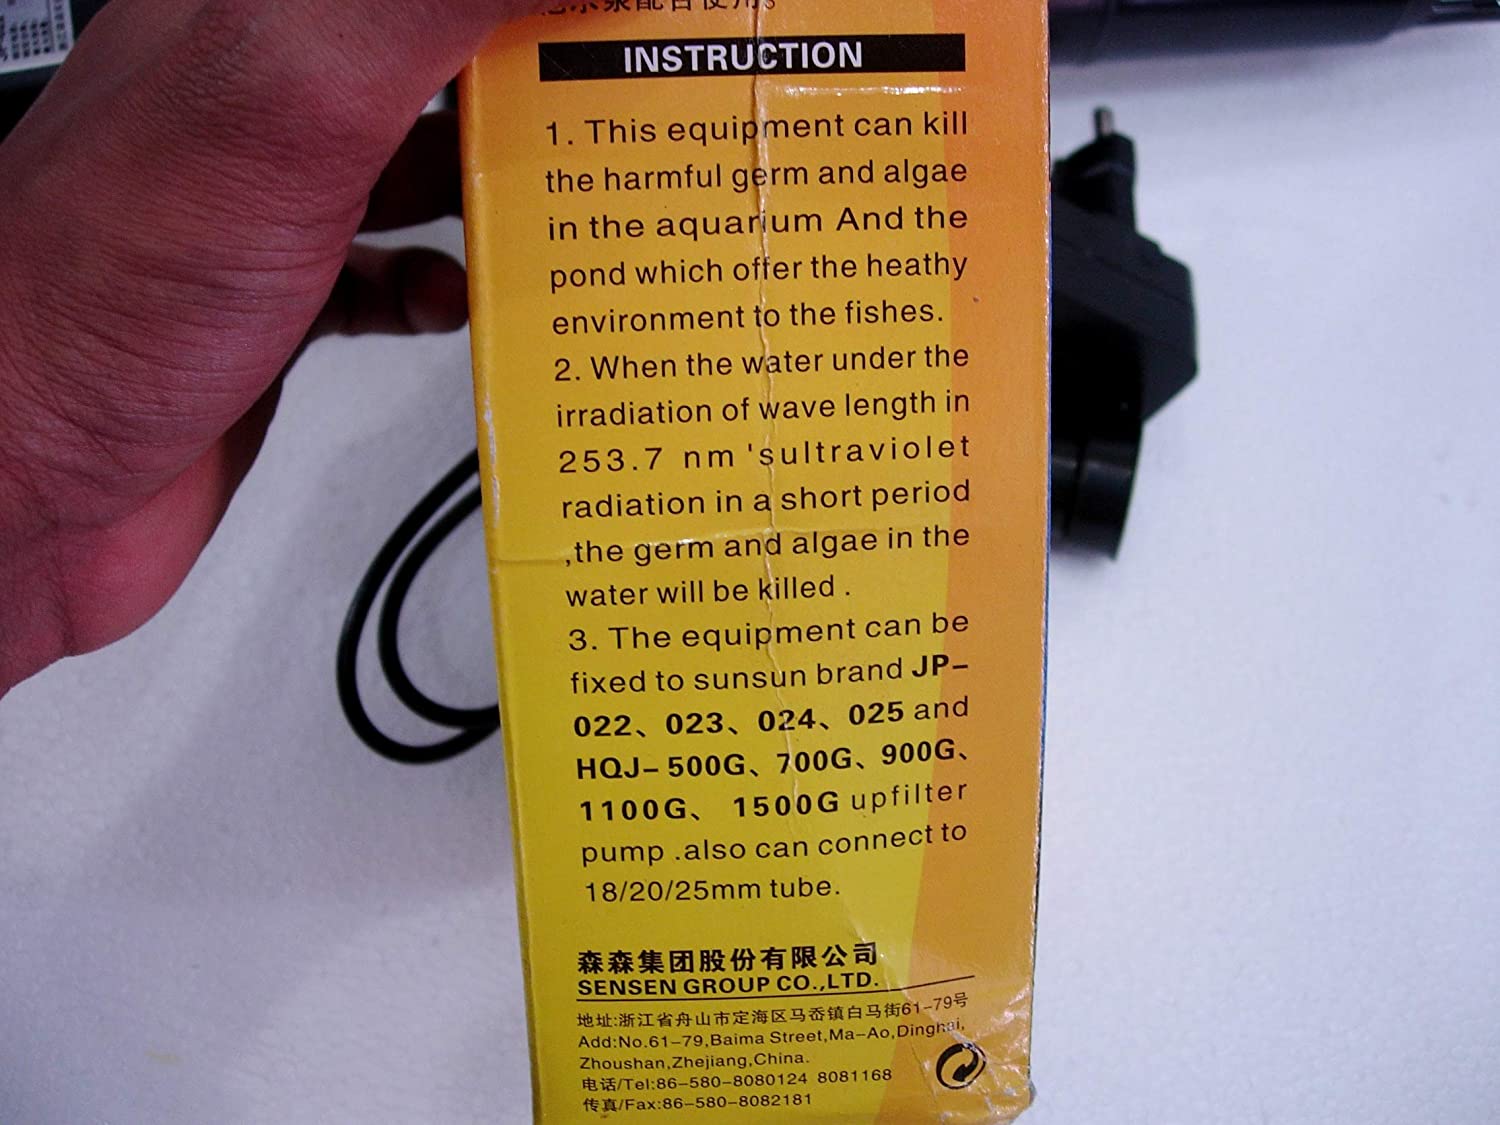 水泵配合使用。
INSTRUCTION
1. This equipment can kill
the harmful germ and algae
in the aquarium And the
pond which offer the heathy
environment to the fishes.
2. When the water under the
irradiation of wave length in
253.7 nm 'sultraviolet
radiation in a short period
,the germ and algae in the
water will be killed .
3. The equipment can be
fixed to sunsun brand JP-
022、023、024、025 and
HQJ-500G、700G、900G、
1100G、 1500G upfilter
pump .also can connect to
18/20/25mm tube.
森森集团股份有限公司
SENSEN GROUP CO.,LTD.
地址:浙江省舟山市定海区马岙镇白马街61-79号
Add:No.61-79,Baima Street,Ma-Ao,Dinghai,
Zhoushan,Zhejiang,China.
电话/Tel:86-580-8080124 8081168
传真/Fax:86-580-8082181